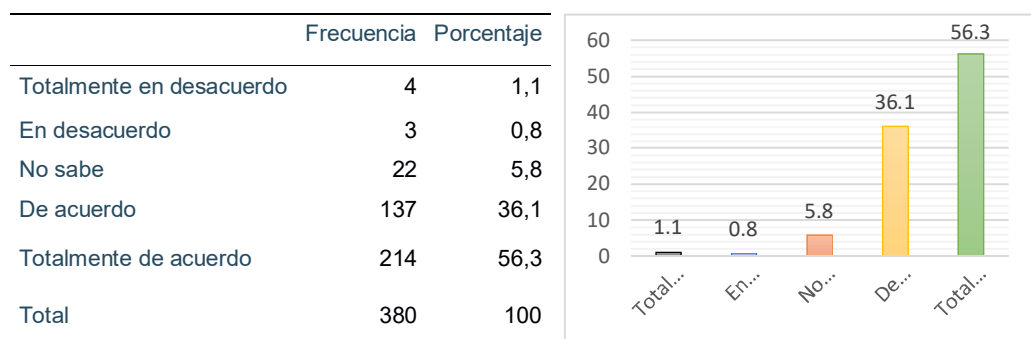 Frecuencia Porcentaje
Totalmente en desacuerdo 4 1,1
En desacuerdo 3 0,8
No sabe 22 5,8
De acuerdo 137 36,1
Totalmente de acuerdo 214 56,3
Total 380 100
60
50
40
30
20
10
0
1.1
0.8
5.8
36.1
56.3
Total...
En...
No...
De...
Total...